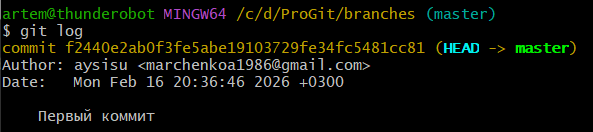 artem@thunderobot MINGW64 /c/d/ProGit/branches (master)
$ git log
commit f2440e2ab0f3fe5abe19103729fe34fc5481cc81 (HEAD -> master)
Author: aysisu <marchenkoa1986@gmail.com>
Date:   Mon Feb 16 20:36:46 2026 +0300
    Первый коммит